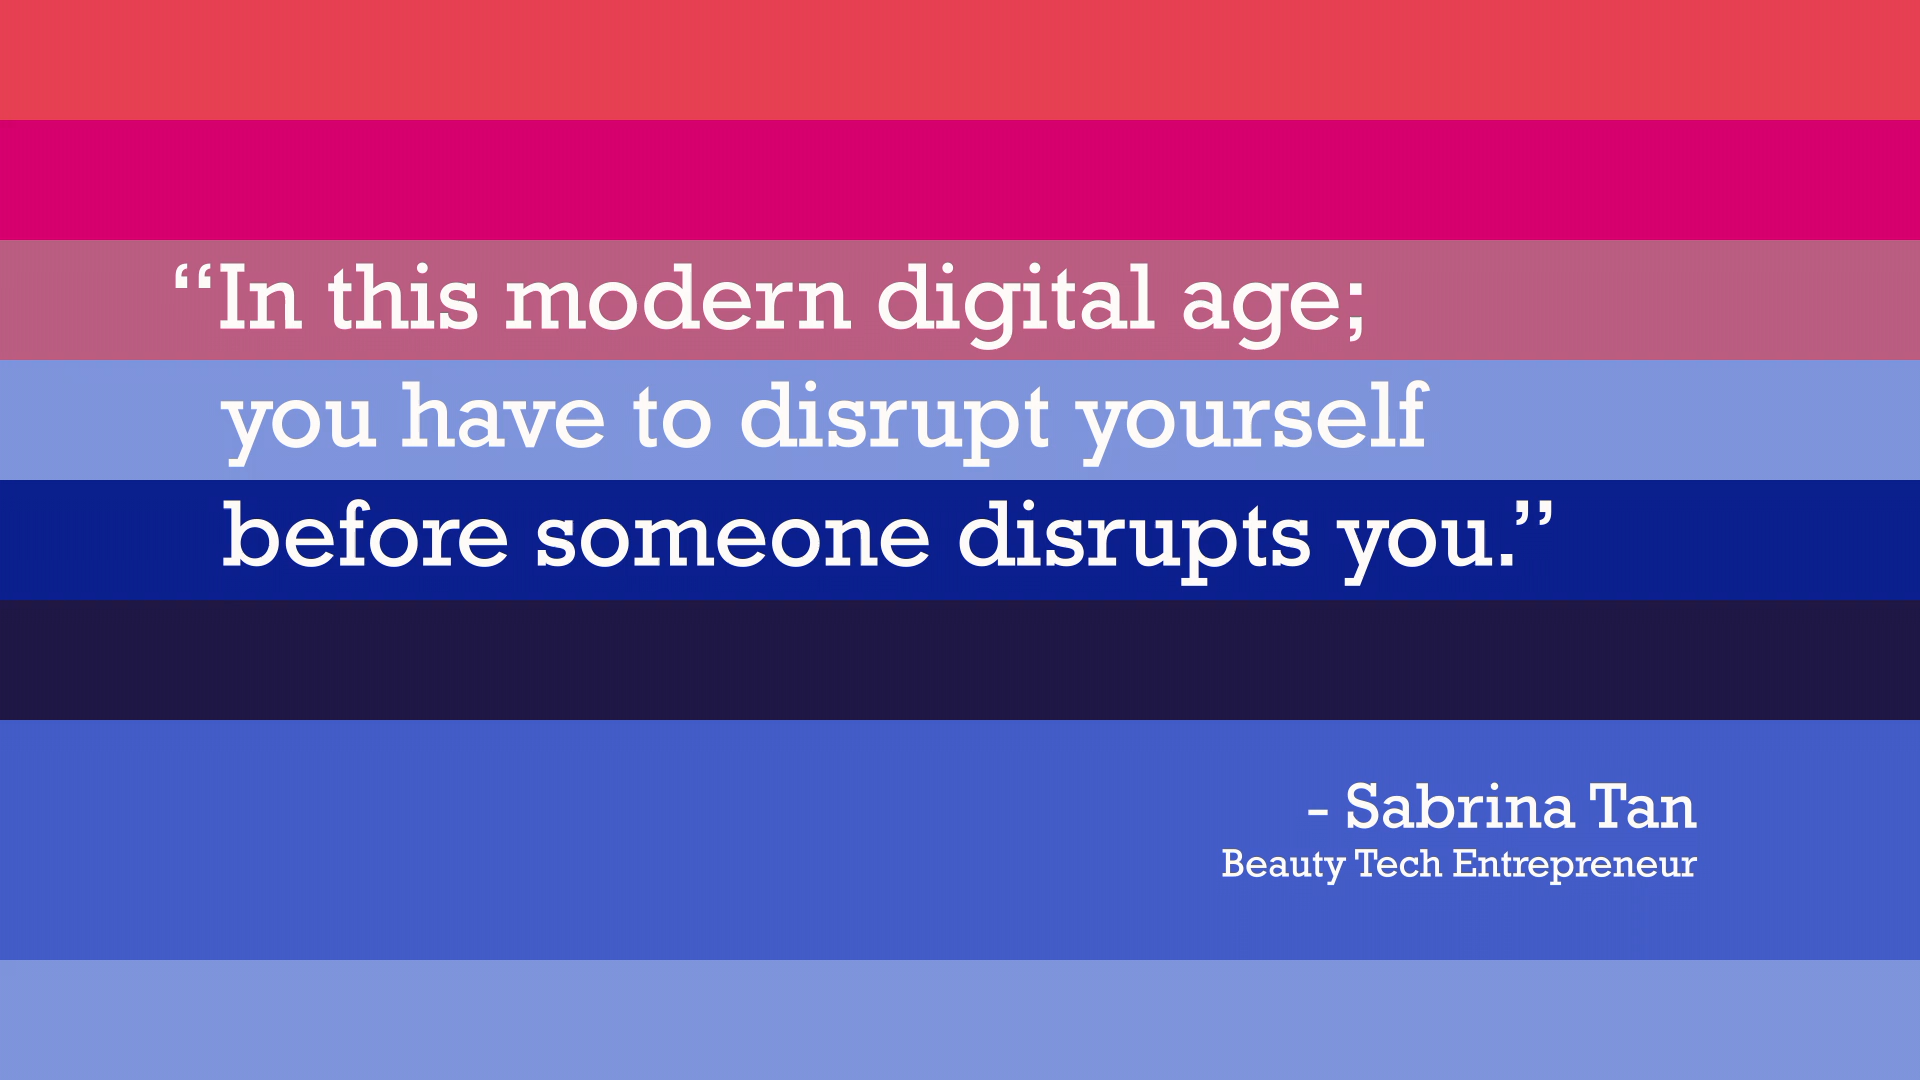 “In this modern digital age;
you have to disrupt yourself
before someone disrupts you.”
- Sabrina Tan
Beauty Tech Entrepreneur